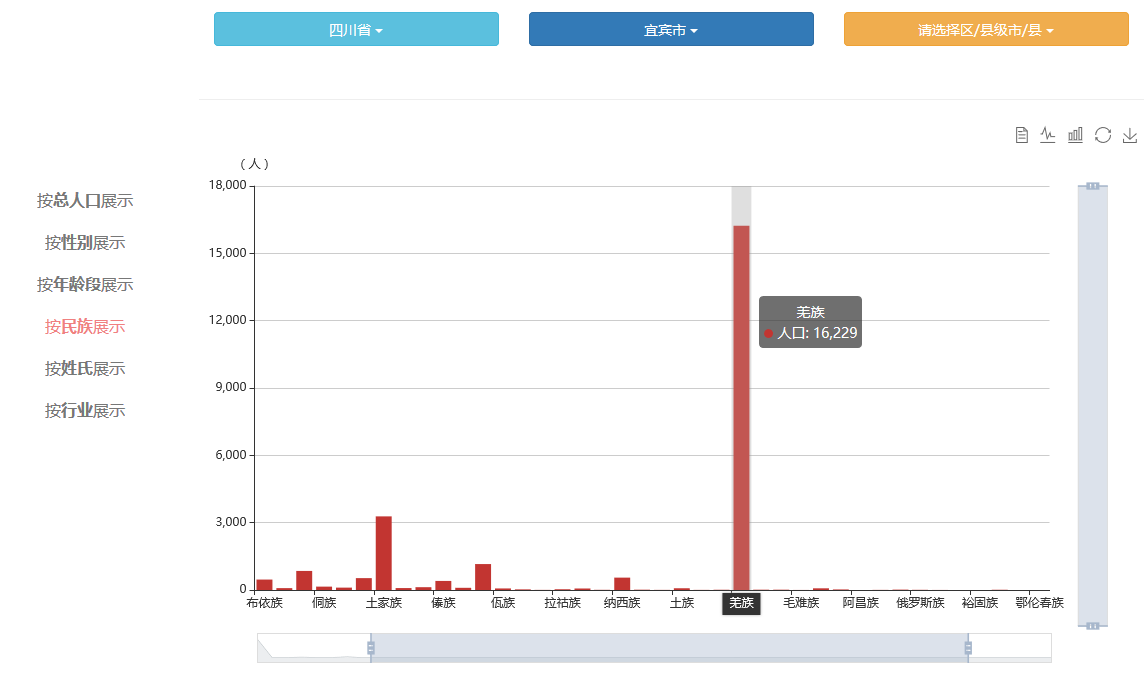 四川省
宜宾市
请选择区/县级市/县
按总人口展示
按性别展示
按年龄段展示
按民族展示
按姓氏展示
按行业展示
（人）
18,000
15,000
12,000
9,000
6,000
3,000
0
羌族
人口: 16,229
布依族
侗族
土家族
傣族
佤族
拉祜族
纳西族
土族
羌族
毛难族
阿昌族
俄罗斯族
裕固族
鄂伦春族